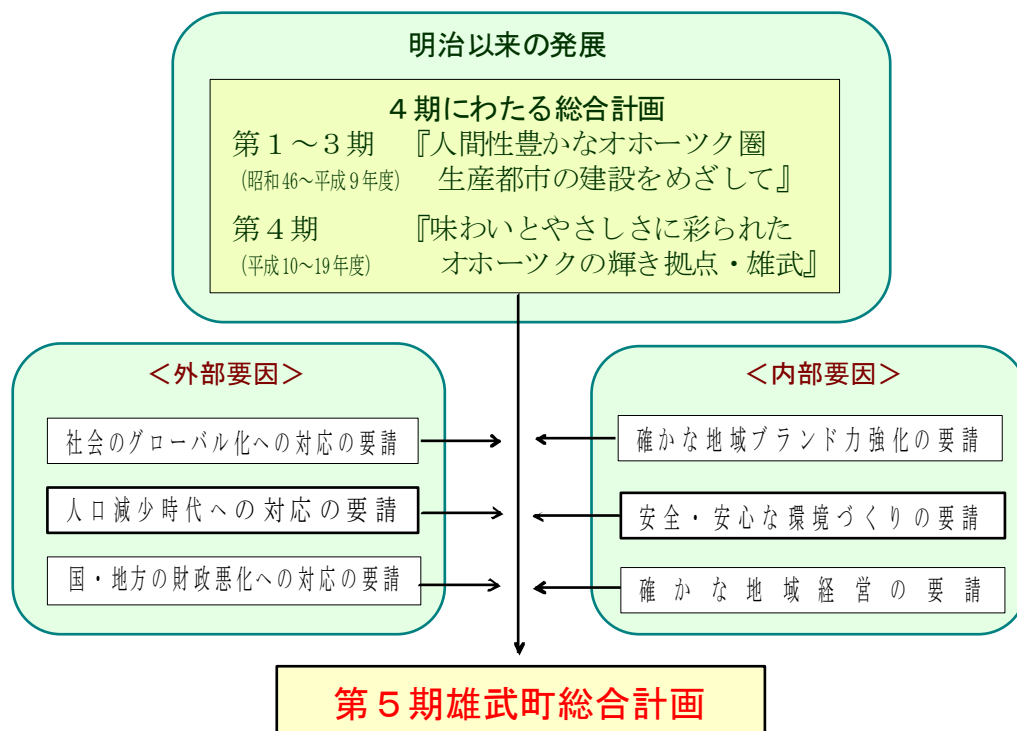 明治以来の発展
４期にわたる総合計画
第１～３期 『人間性豊かなオホーツク圏
(昭和46～平成９年度) 生産都市の建設をめざして』
第４期 『味わいとやさしさに彩られた
(平成10～19年度) オホーツクの輝き拠点・雄武』
＜外部要因＞
社会のグローバル化への対応の要請
人口減少時代への対応の要請
国・地方の財政悪化への対応の要請
＜内部要因＞
確かな地域ブランド力強化の要請
安全・安心な環境づくりの要請
確かな地域経営の要請
第５期雄武町総合計画